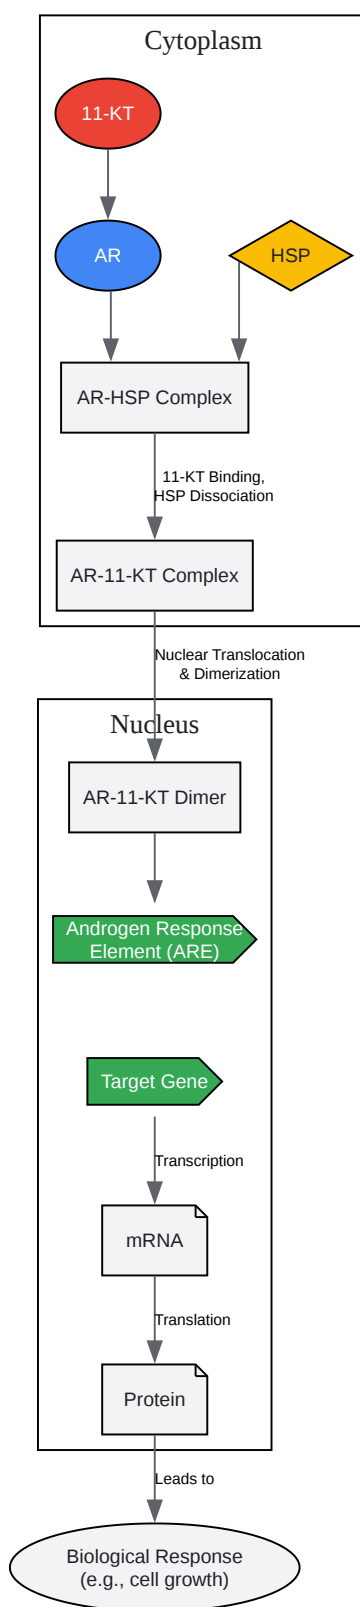 Cytoplasm
11-KT
AR
HSP
AR-HSP Complex
11-KT Binding,
HSP Dissociation
AR-11-KT Complex
Nuclear Translocation
& Dimerization
Nucleus
AR-11-KT Dimer
Androgen Response
Element (ARE)
Target Gene
Transcription
mRNA
Translation
Protein
Leads to
Biological Response
(e.g., cell growth)